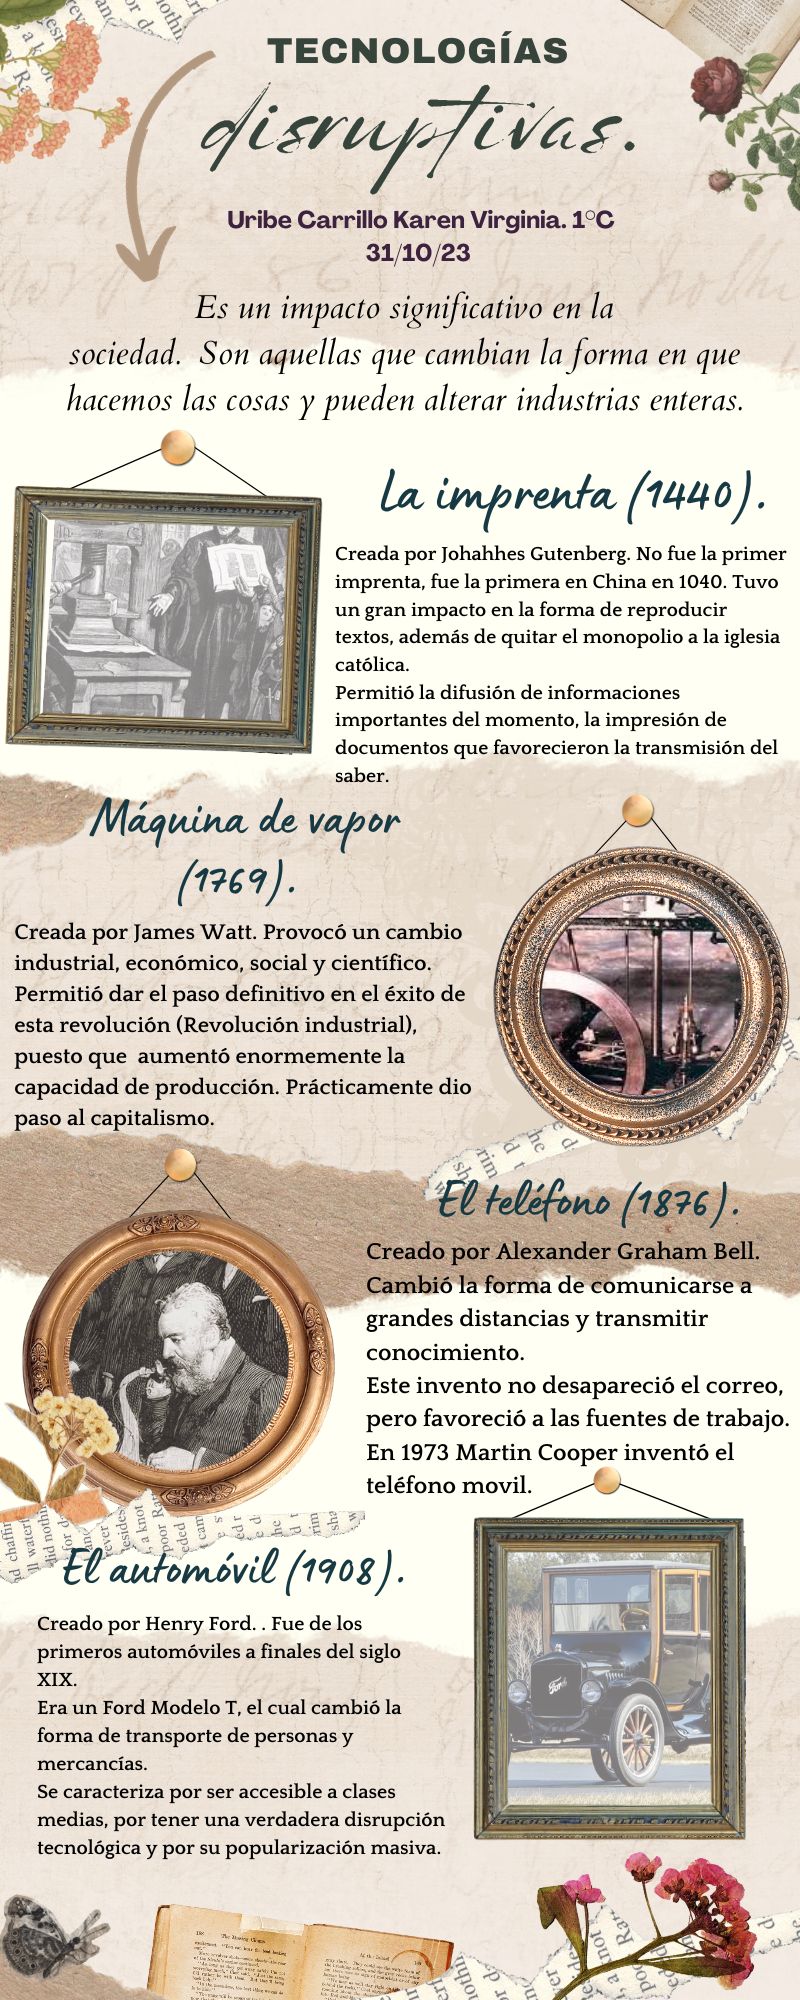 TECNOLOGÍAS
disruptivas.
Uribe Carrillo Karen Virginia. 1°C
31/10/23
Es un impacto significativo en la
sociedad. Son aquellas que cambian la forma en que
hacemos las cosas y pueden alterar industrias enteras.
La imprenta (1440).
Creada por Johahhes Gutenberg. No fue la primer
imprenta, fue la primera en China en 1040. Tuvo
un gran impacto en la forma de reproducir
textos, además de quitar el monopolio a la iglesia
católica.
Permitió la difusión de informaciones
importantes del momento, la impresión de
documentos que favorecieron la transmisión del
saber.
Máquina de vapor
(1769).
Creada por James Watt. Provocó un cambio
industrial, económico, social y científico.
Permitió dar el paso definitivo en el éxito de
esta revolución (Revolución industrial),
puesto que aumentó enormemente la
capacidad de producción. Prácticamente dio
paso al capitalismo.
El teléfono (1876).
Creado por Alexander Graham Bell.
Cambió la forma de comunicarse a
grandes distancias y transmitir
conocimiento.
Este invento no desapareció el correo,
pero favoreció a las fuentes de trabajo.
En 1973 Martin Cooper inventó el
teléfono movil.
El automóvil (1908).
Creado por Henry Ford. . Fue de los
primeros automóviles a finales del siglo
XIX.
Era un Ford Modelo T, el cual cambió la
forma de transporte de personas y
mercancías.
Se caracteriza por ser accesible a clases
medias, por tener una verdadera disrupción
tecnológica y por su popularización masiva.
Ford